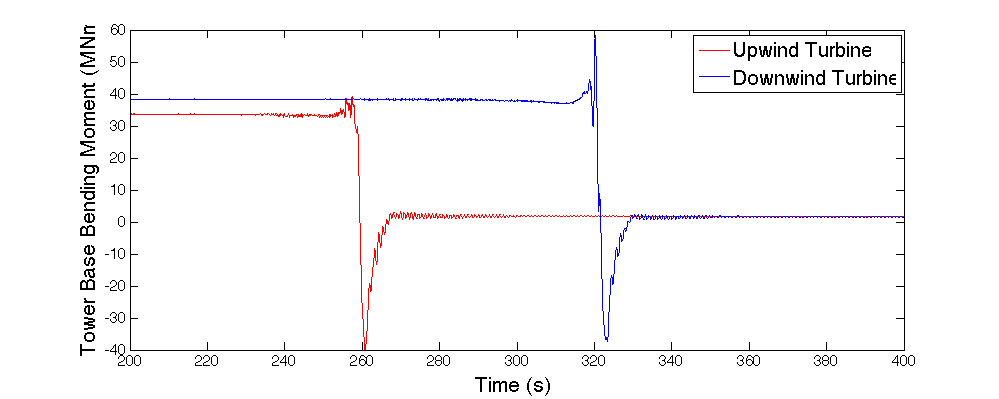 Tower Base Bending Moment (MNm
60
50
40
30
20
10
0
-10
-20
-30
-40
200 220 240 260 280 300 320 340 360 380 400
Time (s)
Upwind Turbine
Downwind Turbine